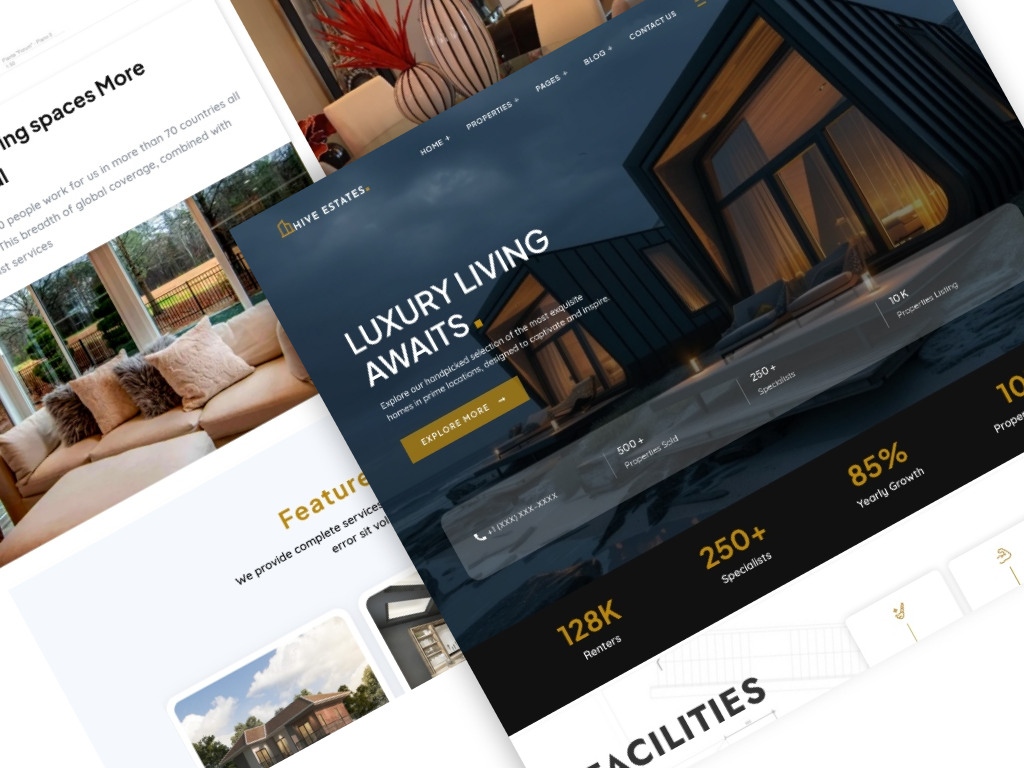 ing spaces More
0 people work for us in more than 70 countries all
This breadth of global coverage, combined with
st services
Feature
We provide complete services
error sit vol
HOME +
PROPERTIES +
PAGES +
BLOG +
CONTACT US
HIVE ESTATES
LUXURY LIVING
AWAITS
Explore our handpicked selection of the most exquisite
homes in prime locations, designed to captivate and inspire.
EXPLORE MORE →
+1 (XXX) XXX-XXXX
500 +
Properties Sold
250 +
Specialists
10 K
Properties Listing
128K
Renters
250+
Specialists
85%
Yearly Growth
10
Proper
FACILITIES